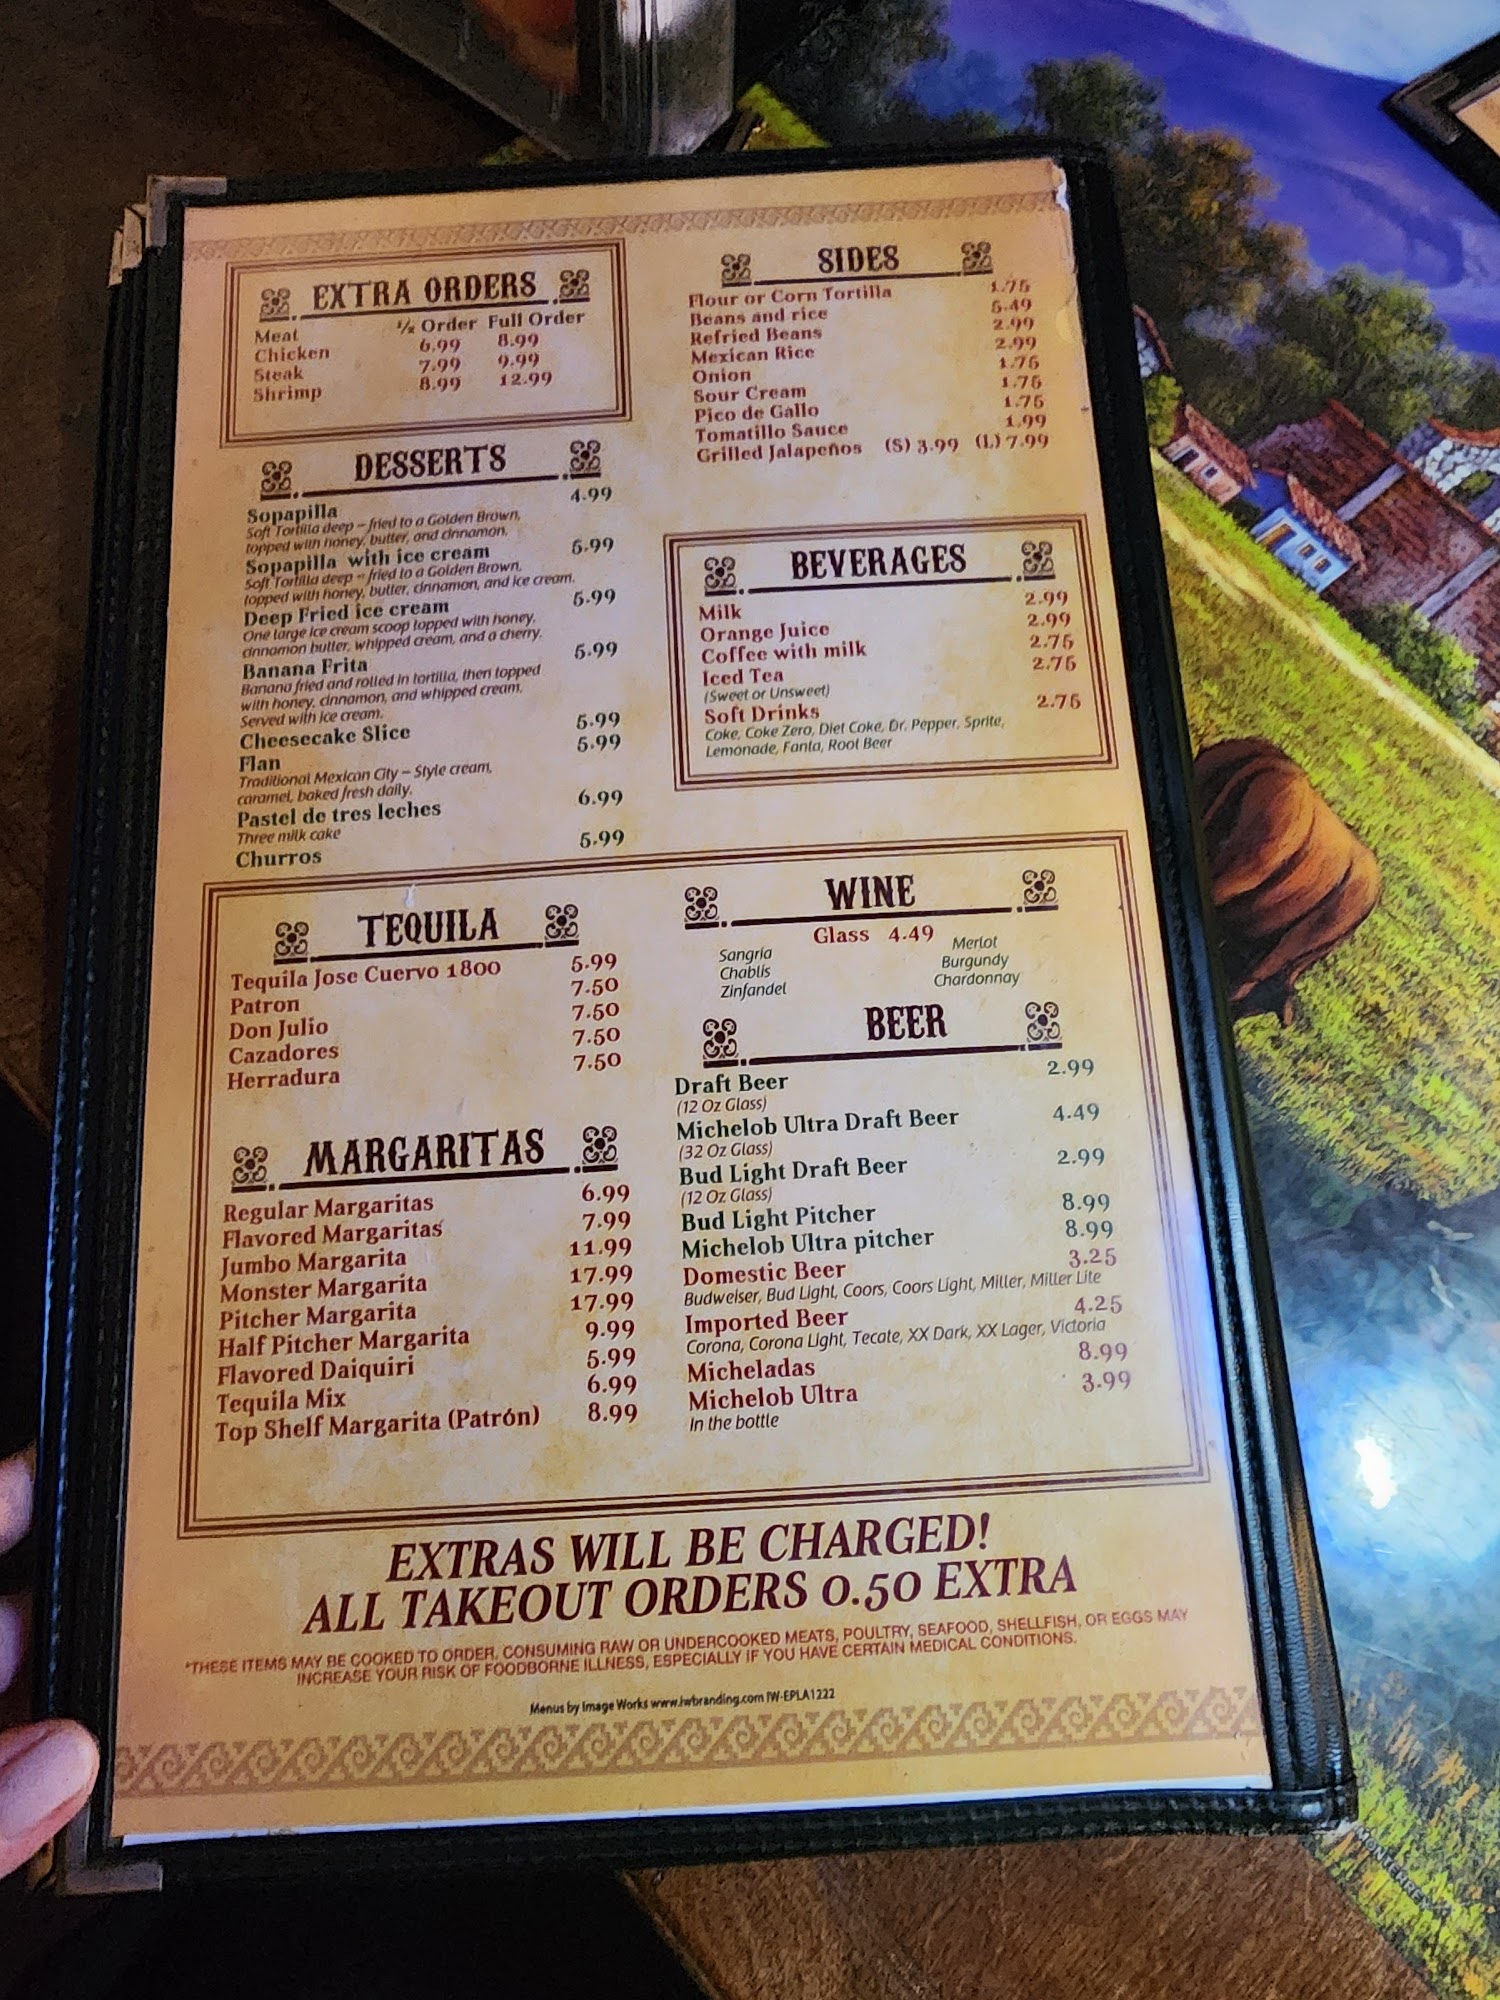 EXTRA ORDERS
Meat ½ Order Full Order
Chicken 6.99 8.99
Steak 7.99 9.99
Shrimp 8.99 12.99
DESSERTS
Sopapilla 4.99
Soft Tortilla deep – fried to a Golden Brown,
topped with honey, butter, and cinnamon.
Sopapilla with ice cream 5.99
Soft Tortilla deep – fried to a Golden Brown,
topped with honey, butter, cinnamon, and ice cream.
Deep Fried ice cream 5.99
One large ice cream scoop topped with honey,
cinnamon butter, whipped cream, and a cherry.
Banana Frita 5.99
Banana fried and rolled in tortilla, then topped
with honey, cinnamon, and whipped cream.
Served with ice cream.
Cheesecake Slice 5.99
Flan 5.99
Traditional Mexican City – Style cream,
caramel, baked fresh daily.
Pastel de tres leches 6.99
Three milk cake
Churros 5.99
SIDES
Flour or Corn Tortilla 1.75
Beans and rice 5.49
Refried Beans 2.99
Mexican Rice 2.99
Onion 1.75
Sour Cream 1.75
Pico de Gallo 1.75
Tomatillo Sauce 1.99
Grilled Jalapeños (S) 3.99 (L) 7.99
BEVERAGES
Milk 2.99
Orange Juice 2.99
Coffee with milk 2.75
Iced Tea 2.75
(Sweet or Unsweet)
Soft Drinks 2.75
Coke, Coke Zero, Diet Coke, Dr. Pepper, Sprite,
Lemonade, Fanta, Root Beer
TEQUILA
Tequila Jose Cuervo 1800 5.99
Patron 7.50
Don Julio 7.50
Cazadores 7.50
Herradura 7.50
MARGARITAS
Regular Margaritas 6.99
Flavored Margaritas 7.99
Jumbo Margarita 11.99
Monster Margarita 17.99
Pitcher Margarita 17.99
Half Pitcher Margarita 9.99
Flavored Daiquiri 5.99
Tequila Mix 6.99
Top Shelf Margarita (Patrón) 8.99
WINE
Glass 4.49
Sangria Merlot
Chablis Burgundy
Zinfandel Chardonnay
BEER
Draft Beer 2.99
(12 Oz Glass)
Michelob Ultra Draft Beer 4.49
(32 Oz Glass)
Bud Light Draft Beer 2.99
(12 Oz Glass)
Bud Light Pitcher 8.99
Michelob Ultra pitcher 8.99
Domestic Beer 3.25
Budweiser, Bud Light, Coors, Coors Light, Miller, Miller Lite
Imported Beer 4.25
Corona, Corona Light, Tecate, XX Dark, XX Lager, Victoria
Micheladas 8.99
Michelob Ultra 3.99
In the bottle
EXTRAS WILL BE CHARGED!
ALL TAKEOUT ORDERS 0.50 EXTRA
*THESE ITEMS MAY BE COOKED TO ORDER. CONSUMING RAW OR UNDERCOOKED MEATS, POULTRY, SEAFOOD, SHELLFISH, OR EGGS MAY
INCREASE YOUR RISK OF FOODBORNE ILLNESS, ESPECIALLY IF YOU HAVE CERTAIN MEDICAL CONDITIONS.
Menus by Image Works www.iwbranding.com IW-EPLA1222
MONTERREY